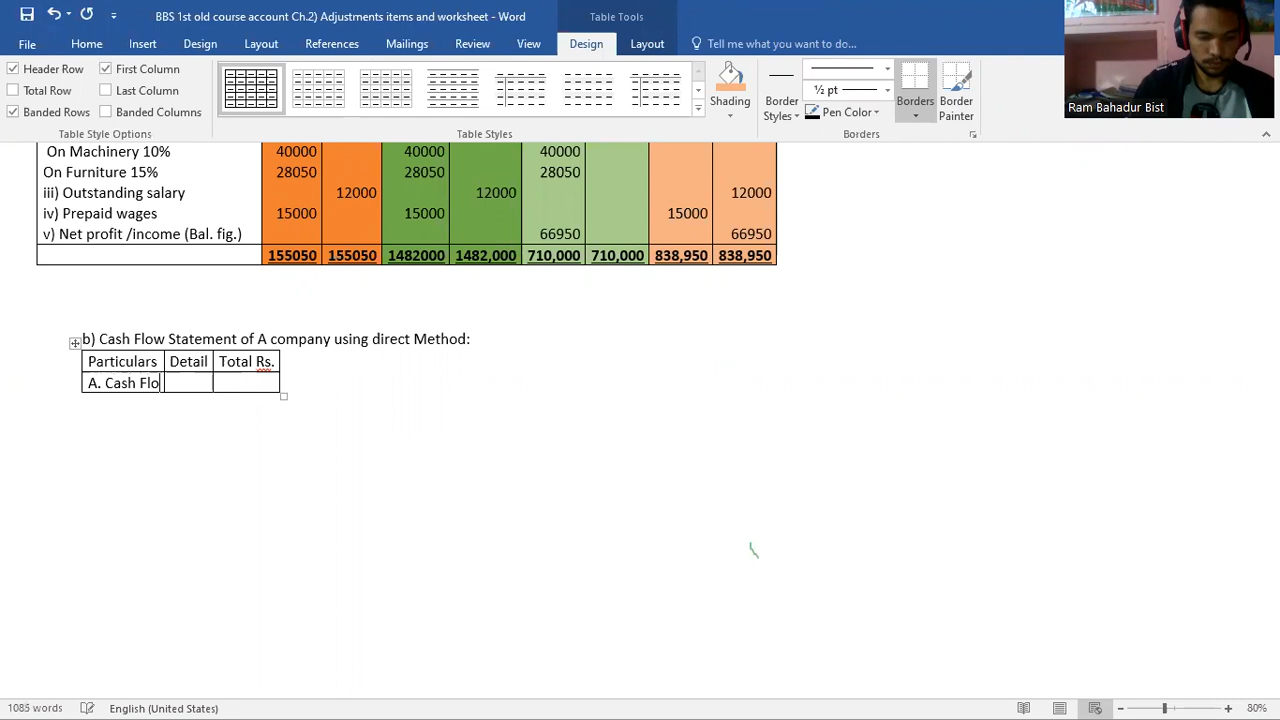 BBS 1st old course account Ch.2) Adjustments items and worksheet - Word
Table Tools
File Home Insert Design Layout References Mailings Review View Design Layout Tell me what you want to do...
Header Row First Column
Total Row Last Column
Banded Rows Banded Columns
Table Style Options
Table Styles
Shading
Border Styles
½ pt
Pen Color
Borders
Border Painter
Borders
Ram Bahadur Bist
On Machinery 10% 40000 40000 40000
On Furniture 15% 28050 28050 28050
iii) Outstanding salary 12000 12000 12000
iv) Prepaid wages 15000 15000 15000
v) Net profit /income (Bal. fig.) 66950 66950
155050 155050 1482000 1482,000 710,000 710,000 838,950 838,950
b) Cash Flow Statement of A company using direct Method:
Particulars Detail Total Rs.
A. Cash Flo
1085 words English (United States) 80%